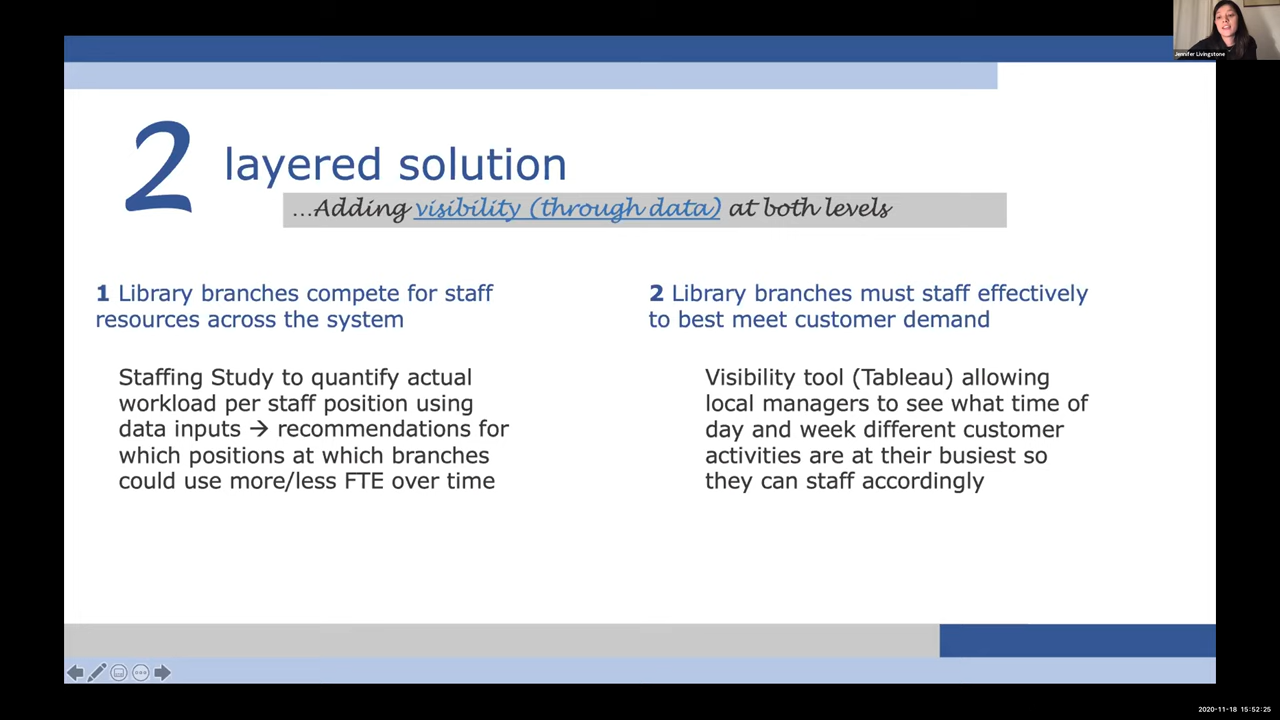 Jennifer Livingstone
2 layered solution
...Adding visibility (through data) at both levels
1 Library branches compete for staff
resources across the system
Staffing Study to quantify actual
workload per staff position using
data inputs → recommendations for
which positions at which branches
could use more/less FTE over time
2 Library branches must staff effectively
to best meet customer demand
Visibility tool (Tableau) allowing
local managers to see what time of
day and week different customer
activities are at their busiest so
they can staff accordingly
2020-11-18 15:52:25